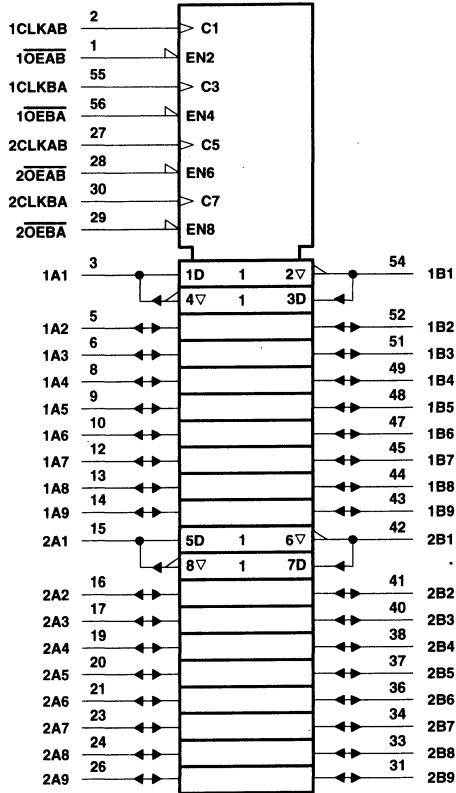 1CLKAB 2 C1
1OEAB 1 EN2
1CLKBA 55 C3
1OEBA 56 EN4
2CLKAB 27 C5
2OEAB 28 EN6
2CLKBA 30 C7
2OEBA 29 EN8
1A1 3 1D 1 2▽ 54 1B1
4▽ 1 3D
1A2 5 52 1B2
1A3 6 51 1B3
1A4 8 49 1B4
1A5 9 48 1B5
1A6 10 47 1B6
1A7 12 45 1B7
1A8 13 44 1B8
1A9 14 43 1B9
2A1 15 5D 1 6▽ 42 2B1
8▽ 1 7D
2A2 16 41 2B2
2A3 17 40 2B3
2A4 19 38 2B4
2A5 20 37 2B5
2A6 21 36 2B6
2A7 23 34 2B7
2A8 24 33 2B8
2A9 26 31 2B9